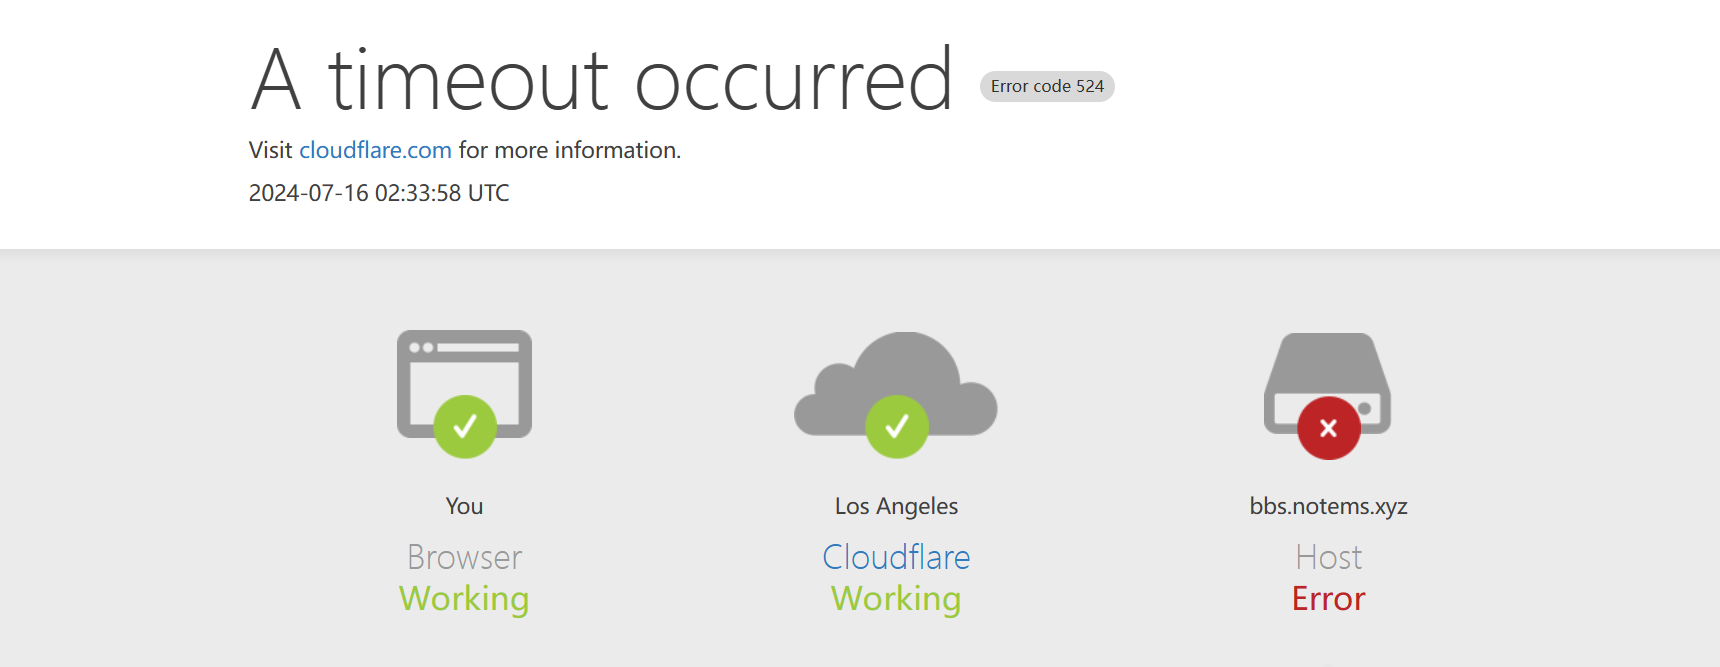 A timeout occurred Error code 524
Visit cloudflare.com for more information.
2024-07-16 02:33:58 UTC
You
Browser
Working
Los Angeles
Cloudflare
Working
bbs.notems.xyz
Host
Error